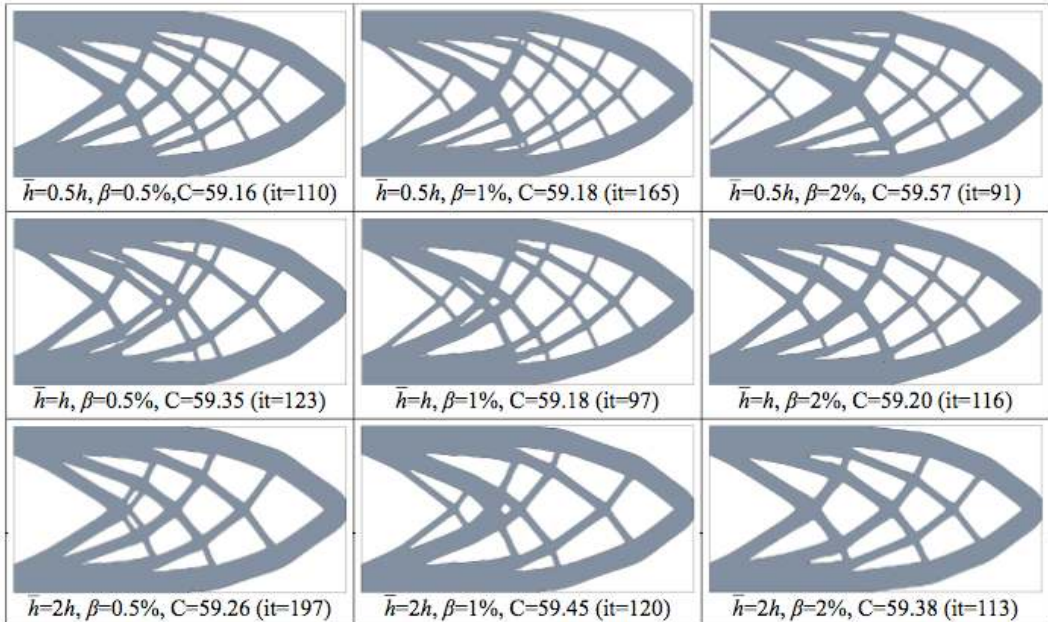 h̅=0.5h, β=0.5%,C=59.16 (it=110)
h̅=0.5h, β=1%, C=59.18 (it=165)
h̅=0.5h, β=2%, C=59.57 (it=91)
h̅=h, β=0.5%, C=59.35 (it=123)
h̅=h, β=1%, C=59.18 (it=97)
h̅=h, β=2%, C=59.20 (it=116)
h̅=2h, β=0.5%, C=59.26 (it=197)
h̅=2h, β=1%, C=59.45 (it=120)
h̅=2h, β=2%, C=59.38 (it=113)